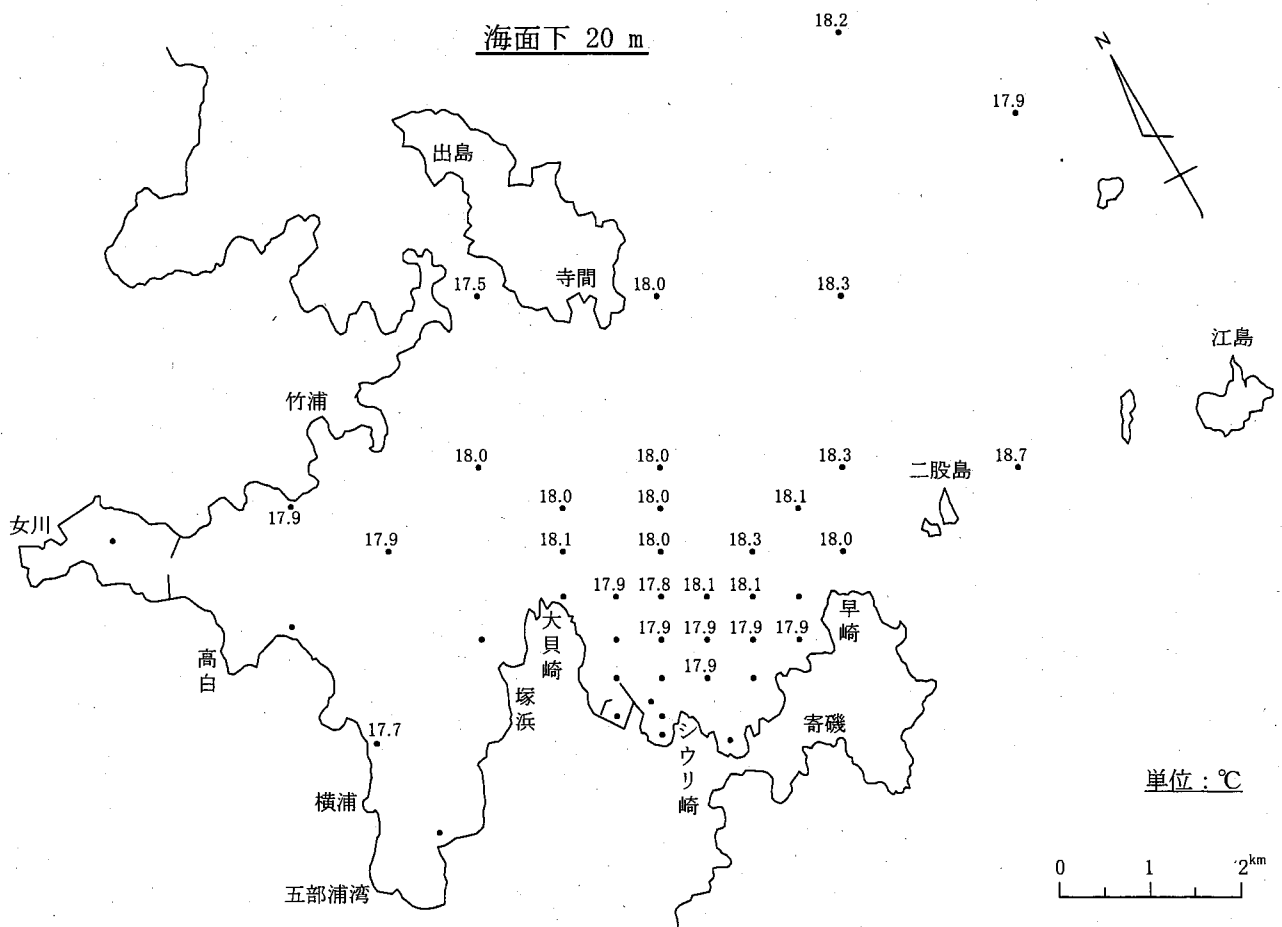 海面下 20 m
18.2
17.9
N
出島
寺間
17.5
18.0
18.3
江島
竹浦
18.0
18.0
18.3
18.7
二股島
女川
17.9
18.0
18.0
18.1
17.9
18.1
18.0
18.3
18.0
17.9
17.8
18.1
18.1
大貝崎
早崎
17.9
17.9
17.9
17.9
高白
17.9
塚浜
寄磯
シウリ崎
17.7
横浦
単位：℃
五部浦湾
0
1
2km